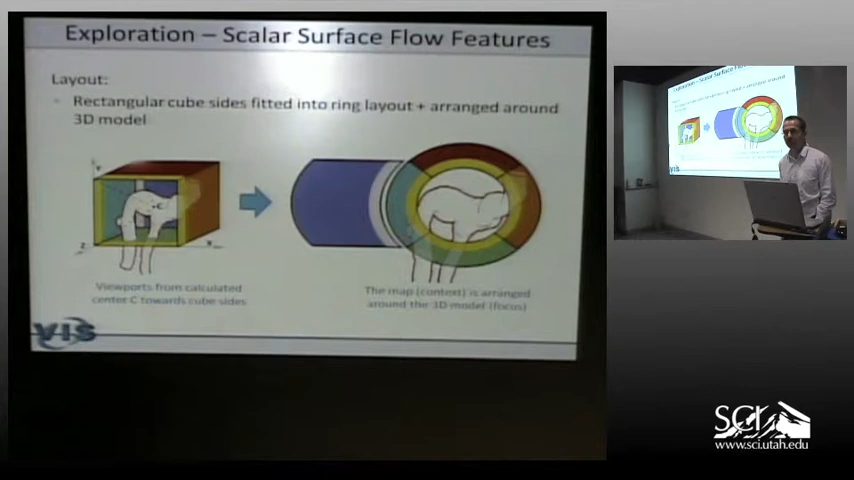 Exploration – Scalar Surface Flow Features
Layout:
Rectangular cube sides fitted into ring layout + arranged around
3D model
Y
C
Z
X
Viewports from calculated
center C towards cube sides
The map (context) is arranged
around the 3D model (focus)
VIS
SCI
www.sci.utah.edu